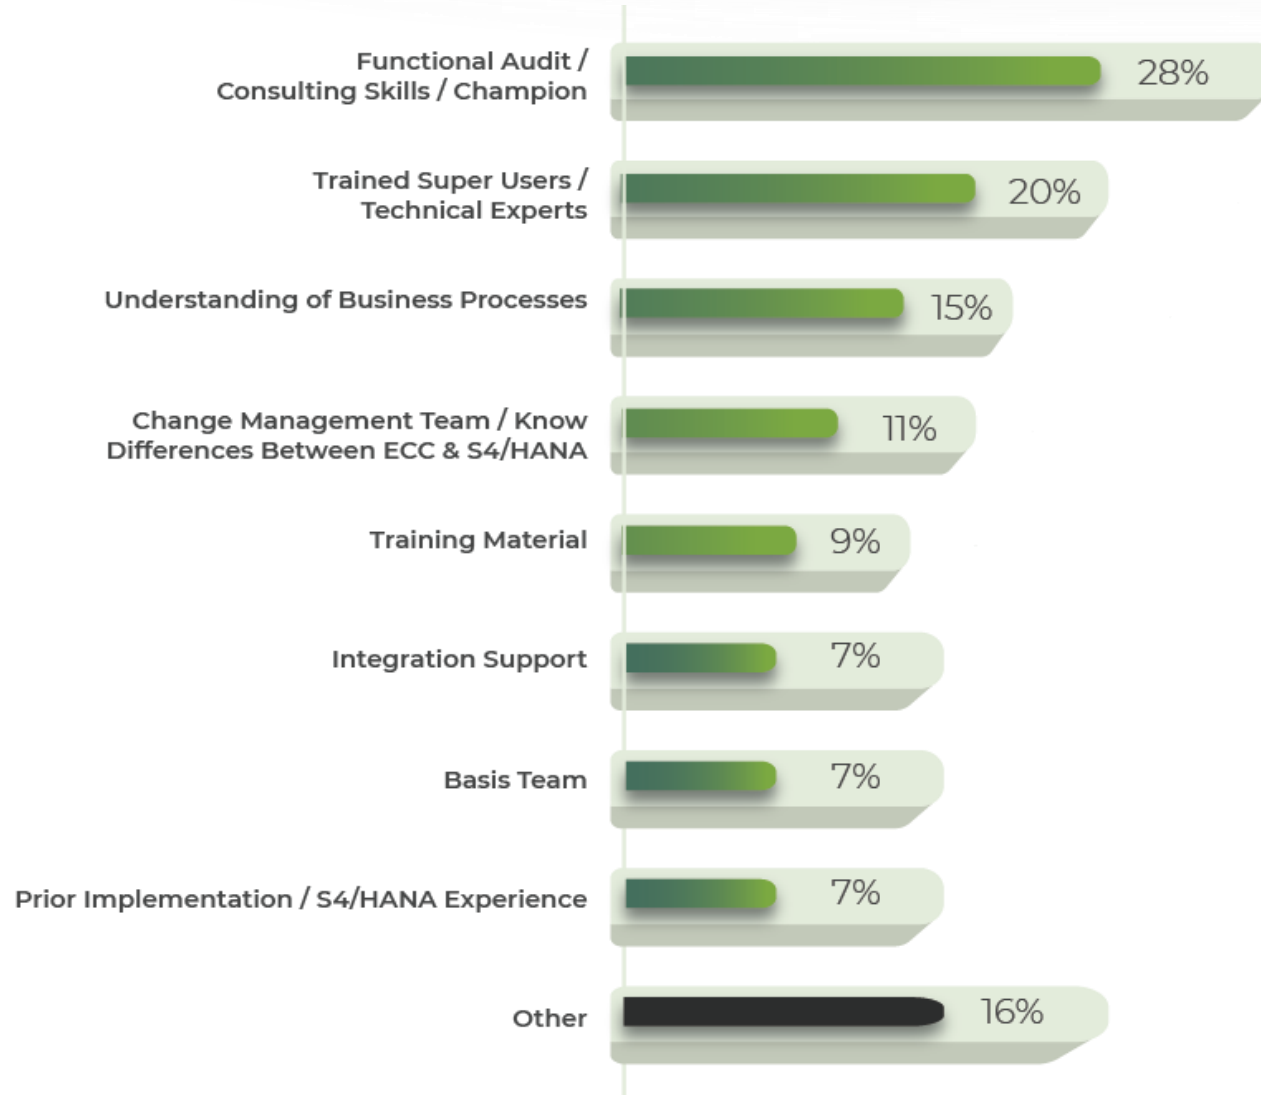 Functional Audit /
Consulting Skills / Champion
28%
Trained Super Users /
Technical Experts
20%
Understanding of Business Processes
15%
Change Management Team / Know
Differences Between ECC & S4/HANA
11%
Training Material
9%
Integration Support
7%
Basis Team
7%
Prior Implementation / S4/HANA Experience
7%
Other
16%